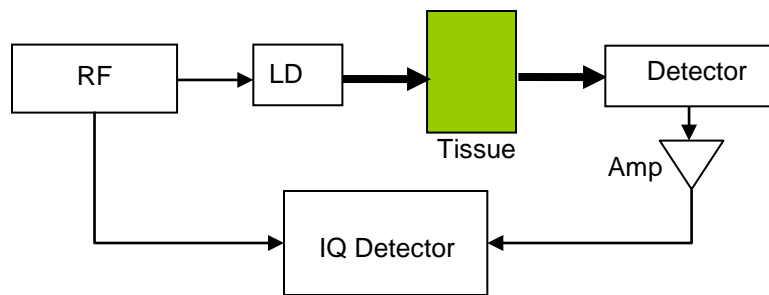 RF
LD
Tissue
Detector
Amp
IQ Detector